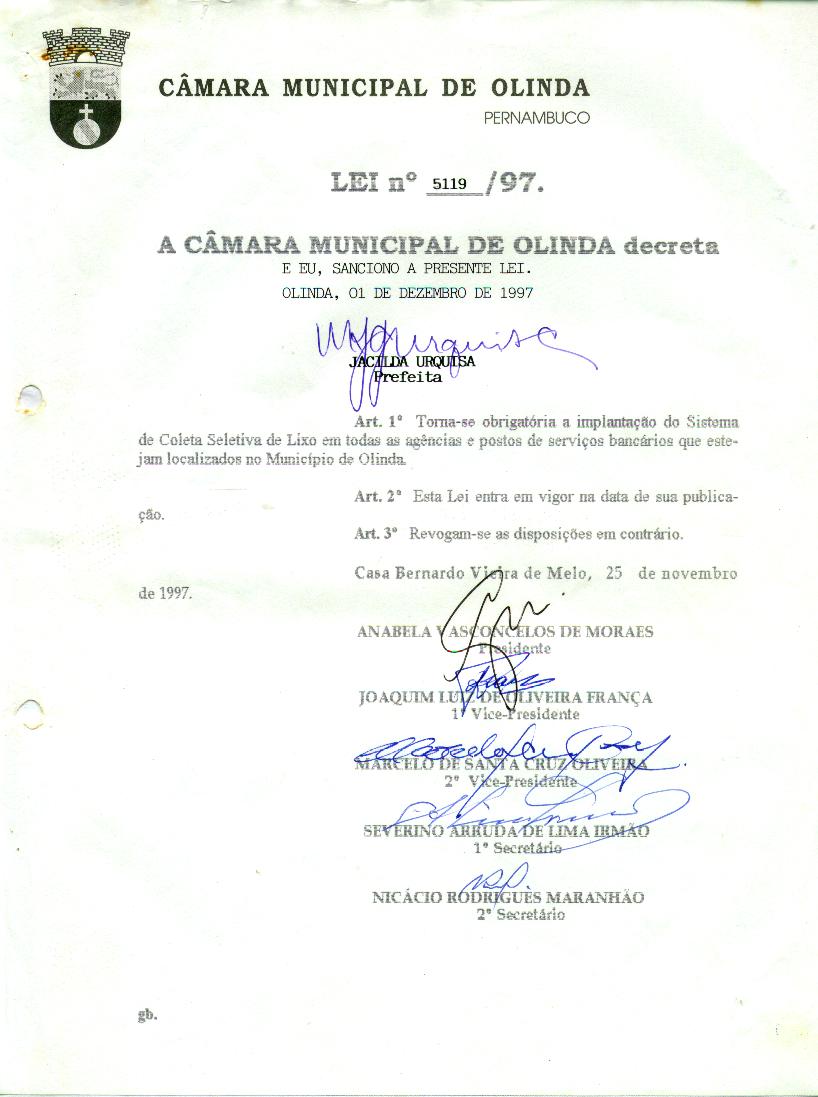 CÂMARA MUNICIPAL DE OLINDA
PERNAMBUCO
LEI nº 5119 /97.
A CÂMARA MUNICIPAL DE OLINDA decreta
E EU, SANCIONO A PRESENTE LEI.
OLINDA, 01 DE DEZEMBRO DE 1997
JACILDA URQUISA
Prefeita
Art. 1º Torna-se obrigatória a implantação do Sistema
de Coleta Seletiva de Lixo em todas as agências e postos de serviços bancários que este-
jam localizados no Município de Olinda.
Art. 2º Esta Lei entra em vigor na data de sua publica-
ção.
Art. 3º Revogam-se as disposições em contrário.
Casa Bernardo Vieira de Melo, 25 de novembro
de 1997.
ANABELA VASCONCELOS DE MORAES
Presidente
JOAQUIM LUIZ DE OLIVEIRA FRANÇA
1º Vice-Presidente
MARCELO DE SANTA CRUZ OLIVEIRA
2º Vice-Presidente
SEVERINO ARRUDA DE LIMA IRMÃO
1º Secretário
NICÁCIO RODRIGUES MARANHÃO
2º Secretário
gb.